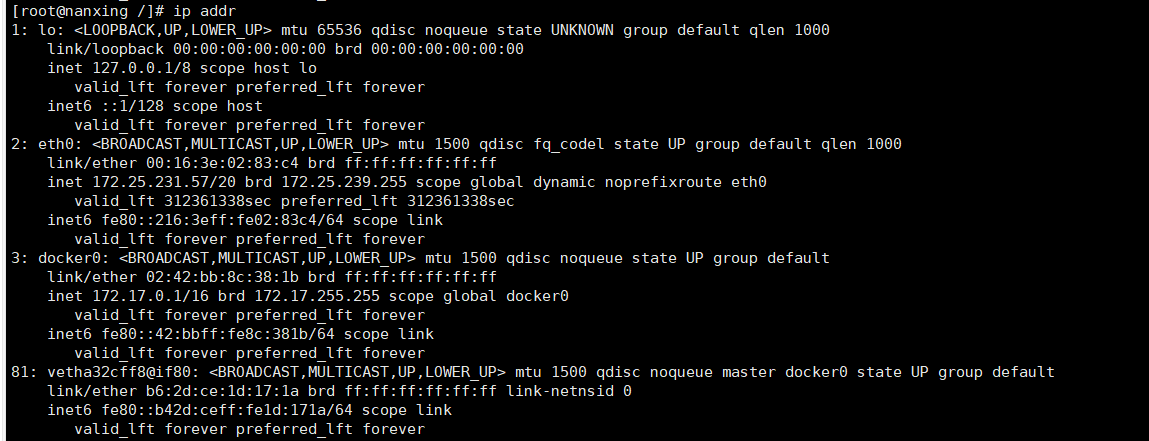 [root@nanxing /]# ip addr
1: lo: <LOOPBACK,UP,LOWER_UP> mtu 65536 qdisc noqueue state UNKNOWN group default qlen 1000
    link/loopback 00:00:00:00:00:00 brd 00:00:00:00:00:00
    inet 127.0.0.1/8 scope host lo
       valid_lft forever preferred_lft forever
    inet6 ::1/128 scope host
       valid_lft forever preferred_lft forever
2: eth0: <BROADCAST,MULTICAST,UP,LOWER_UP> mtu 1500 qdisc fq_codel state UP group default qlen 1000
    link/ether 00:16:3e:02:83:c4 brd ff:ff:ff:ff:ff:ff
    inet 172.25.231.57/20 brd 172.25.239.255 scope global dynamic noprefixroute eth0
       valid_lft 312361338sec preferred_lft 312361338sec
    inet6 fe80::216:3eff:fe02:83c4/64 scope link
       valid_lft forever preferred_lft forever
3: docker0: <BROADCAST,MULTICAST,UP,LOWER_UP> mtu 1500 qdisc noqueue state UP group default
    link/ether 02:42:bb:8c:38:1b brd ff:ff:ff:ff:ff:ff
    inet 172.17.0.1/16 brd 172.17.255.255 scope global docker0
       valid_lft forever preferred_lft forever
    inet6 fe80::42:bbff:fe8c:381b/64 scope link
       valid_lft forever preferred_lft forever
81: vetha32cff8@if80: <BROADCAST,MULTICAST,UP,LOWER_UP> mtu 1500 qdisc noqueue master docker0 state UP group default
    link/ether b6:2d:ce:1d:17:1a brd ff:ff:ff:ff:ff:ff link-netnsid 0
    inet6 fe80::b42d:ceff:fe1d:171a/64 scope link
       valid_lft forever preferred_lft forever